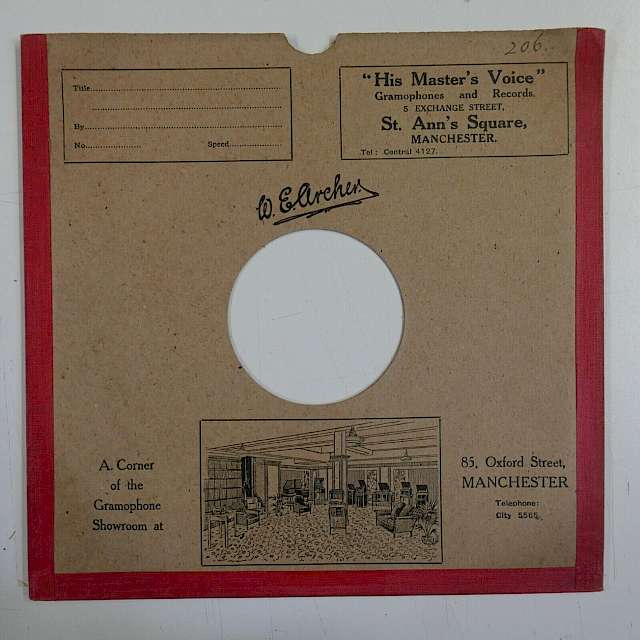 206.
Title
By
No. Speed
"His Master's Voice"
Gramophones and Records.
5 EXCHANGE STREET,
St. Ann's Square,
MANCHESTER.
Tel: Central 4127.
W. E. Archer.
A. Corner
of the
Gramophone
Showroom at
85, Oxford Street,
MANCHESTER
Telephone:
City 5565.